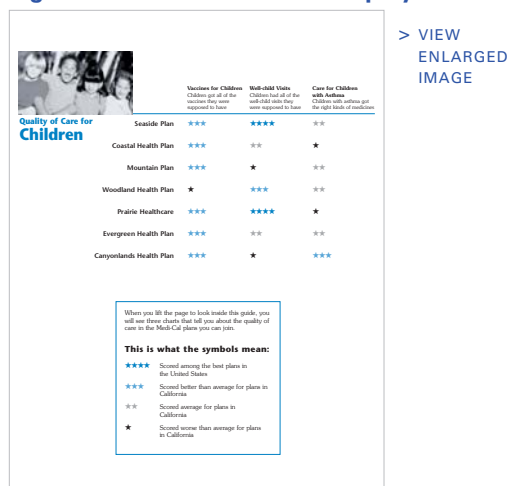 > VIEW
ENLARGED
IMAGE
Vaccines for Children
Children got all of the
vaccines they were
supposed to have
Well-child Visits
Children had all of the
well-child visits they
were supposed to have
Care for Children
with Asthma
Children with asthma got
the right kinds of medicines
Quality of Care for
Children
Seaside Plan ★★★ ★★★★ ★★
Coastal Health Plan ★★★ ★★ ★
Mountain Plan ★★★ ★ ★★
Woodland Health Plan ★ ★★★ ★★
Prairie Healthcare ★★★ ★★★★ ★
Evergreen Health Plan ★★★ ★★ ★★
Canyonlands Health Plan ★★★ ★ ★★★
When you lift the page to look inside this guide, you
will see three charts that tell you about the quality of
care in the Medi-Cal plans you can join.
This is what the symbols mean:
★★★★ Scored among the best plans in
the United States
★★★ Scored better than average for plans in
California
★★ Scored average for plans in
California
★ Scored worse than average for plans
in California